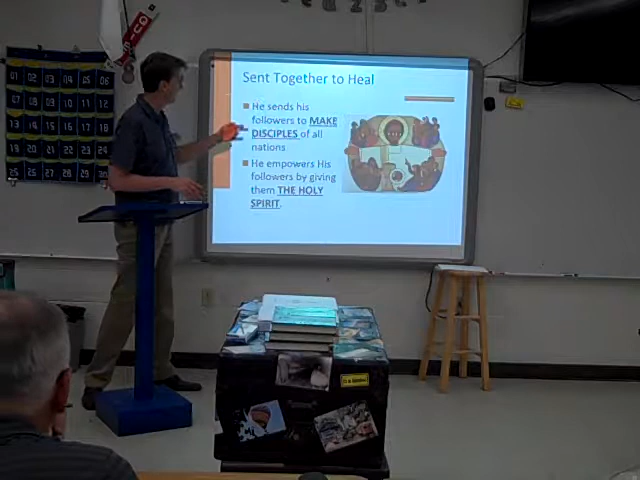 Sent Together to Heal
He sends his
followers to MAKE
DISCIPLES of all
nations
He empowers His
followers by giving
them THE HOLY
SPIRIT.
01 02 03 04 05 06
07 08 09 10 11 12
13 14 15 16 17 18
19 20 21 22 23 24
25 26 27 28 29 30